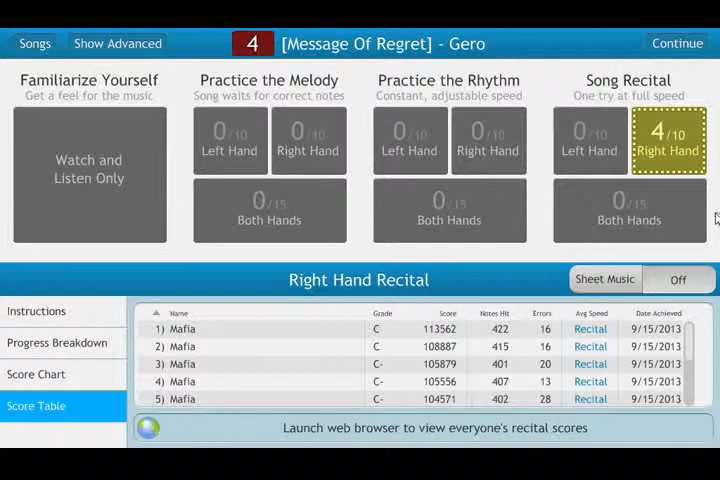 Songs Show Advanced 4 [Message Of Regret] - Gero Continue
Familiarize Yourself Practice the Melody Practice the Rhythm Song Recital
Get a feel for the music Song waits for correct notes Constant, adjustable speed One try at full speed
0/10 0/10 0/10 0/10 0/10 4/10
Left Hand Right Hand Left Hand Right Hand Left Hand Right Hand
Watch and
Listen Only
0/15 0/15 0/15
Both Hands Both Hands Both Hands
Right Hand Recital Sheet Music Off
Instructions
Progress Breakdown
Score Chart
Score Table
Name Grade Score Notes Hit Errors Avg Speed Date Achieved
1) Mafia C 113562 422 16 Recital 9/15/2013
2) Mafia C 108887 415 16 Recital 9/15/2013
3) Mafia C- 105879 401 20 Recital 9/15/2013
4) Mafia C- 105556 407 13 Recital 9/15/2013
5) Mafia C- 104571 402 28 Recital 9/15/2013
Launch web browser to view everyone's recital scores